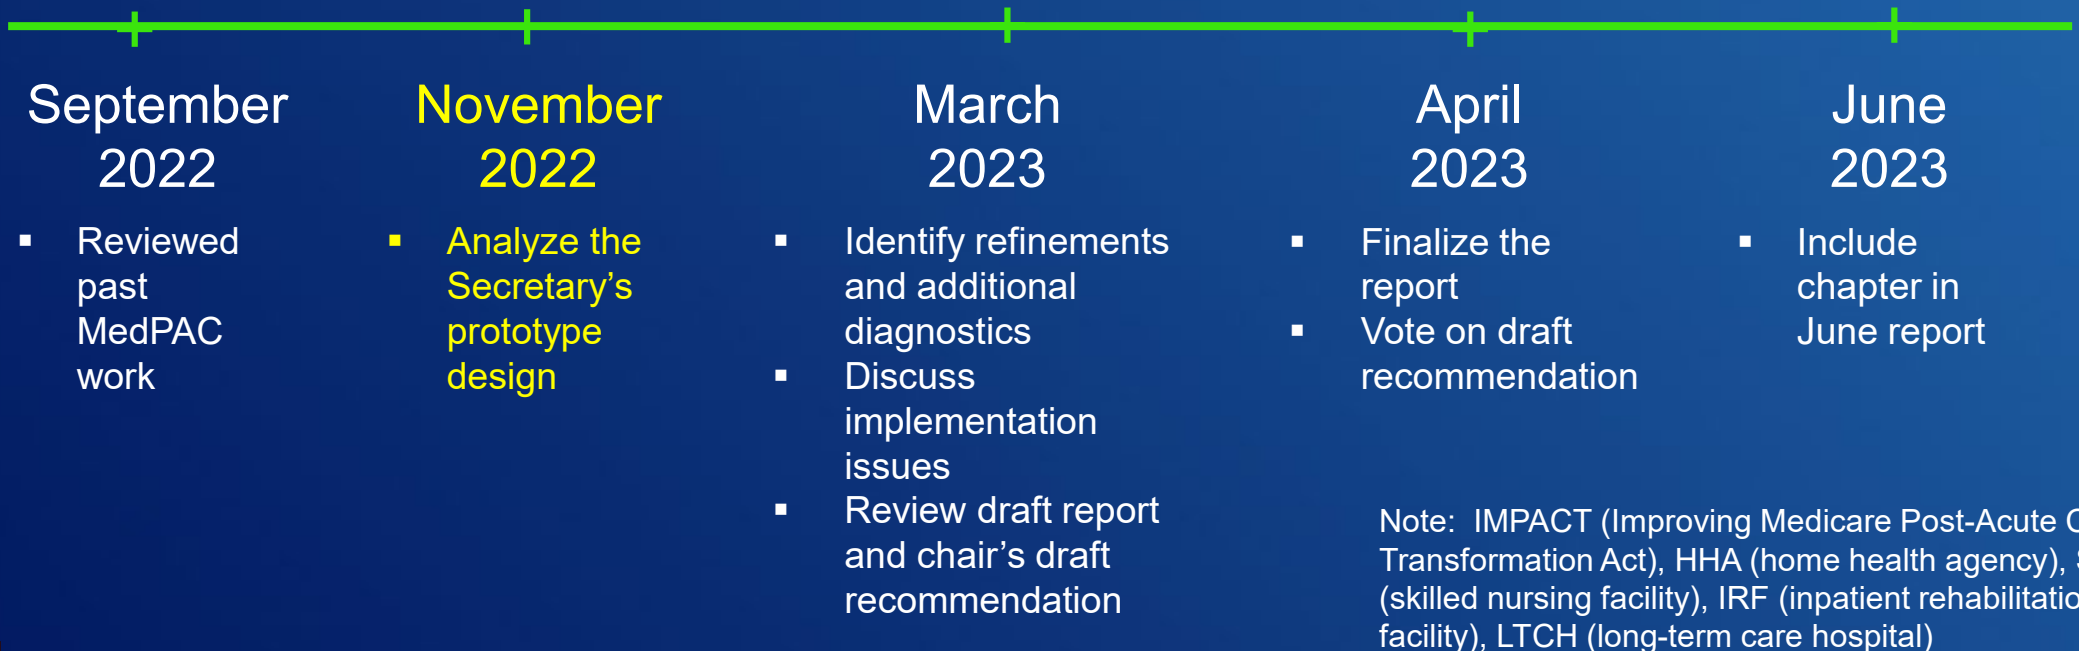 September
2022
▪ Reviewed
past
MedPAC
work
November
2022
▪ Analyze the
Secretary’s
prototype
design
March
2023
▪ Identify refinements
and additional
diagnostics
▪ Discuss
implementation
issues
▪ Review draft report
and chair’s draft
recommendation
April
2023
▪ Finalize the
report
▪ Vote on draft
recommendation
June
2023
▪ Include
chapter in
June report
Note: IMPACT (Improving Medicare Post-Acute
Transformation Act), HHA (home health agency),
(skilled nursing facility), IRF (inpatient
facility), LTCH (long-term care hospital)